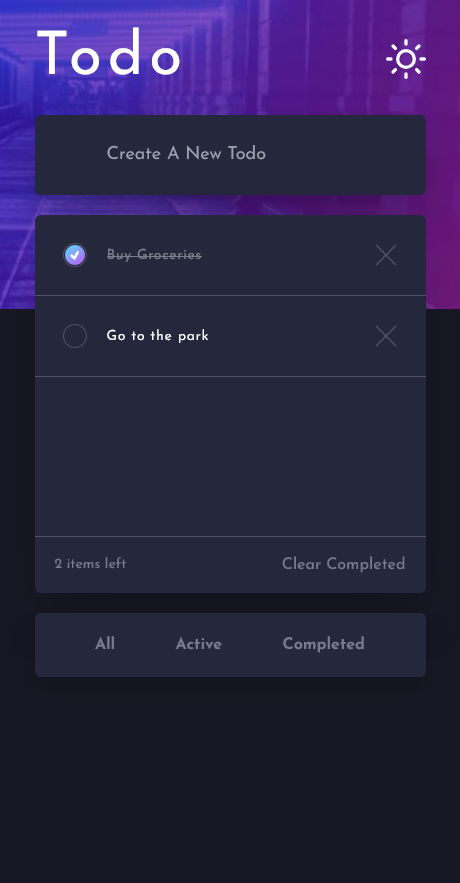 Todo
Create A New Todo
Buy Groceries
Go to the park
2 items left Clear Completed
All Active Completed